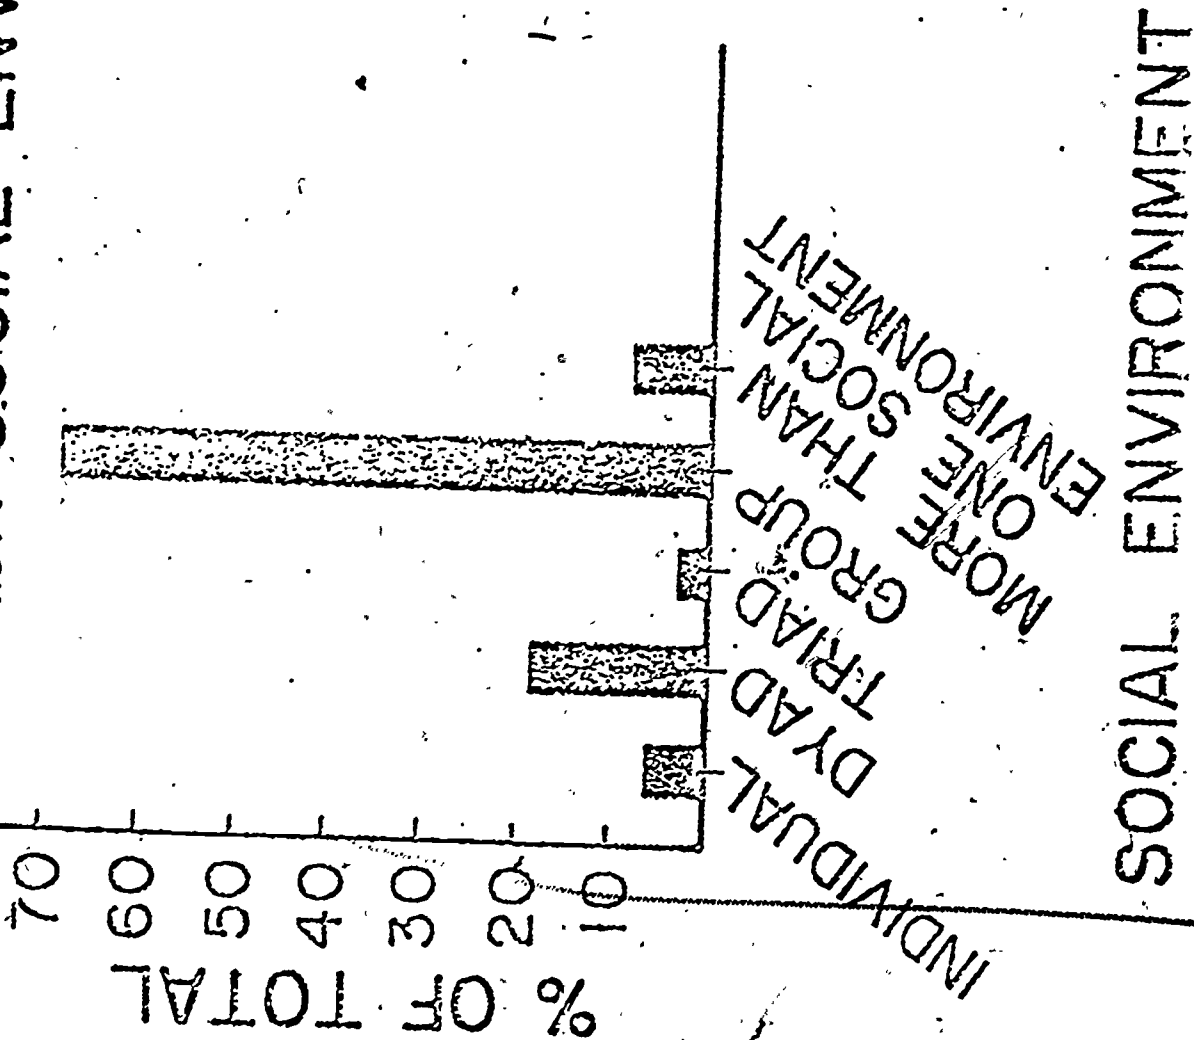 % OF TOTAL
70
60
50
40
30
20
10
INDIVIDUAL
DYAD
TRIAD
GROUP
MORE THAN
ONE SOCIAL
ENVIRONMENT
SOCIAL ENVIRONMENT